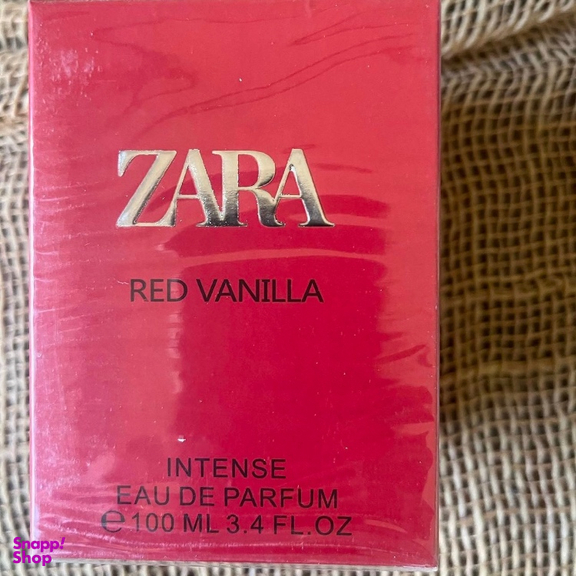 ZARA
RED VANILLA
INTENSE
EAU DE PARFUM
℮100 ML 3.4 FL.OZ
Snapp!
Shop